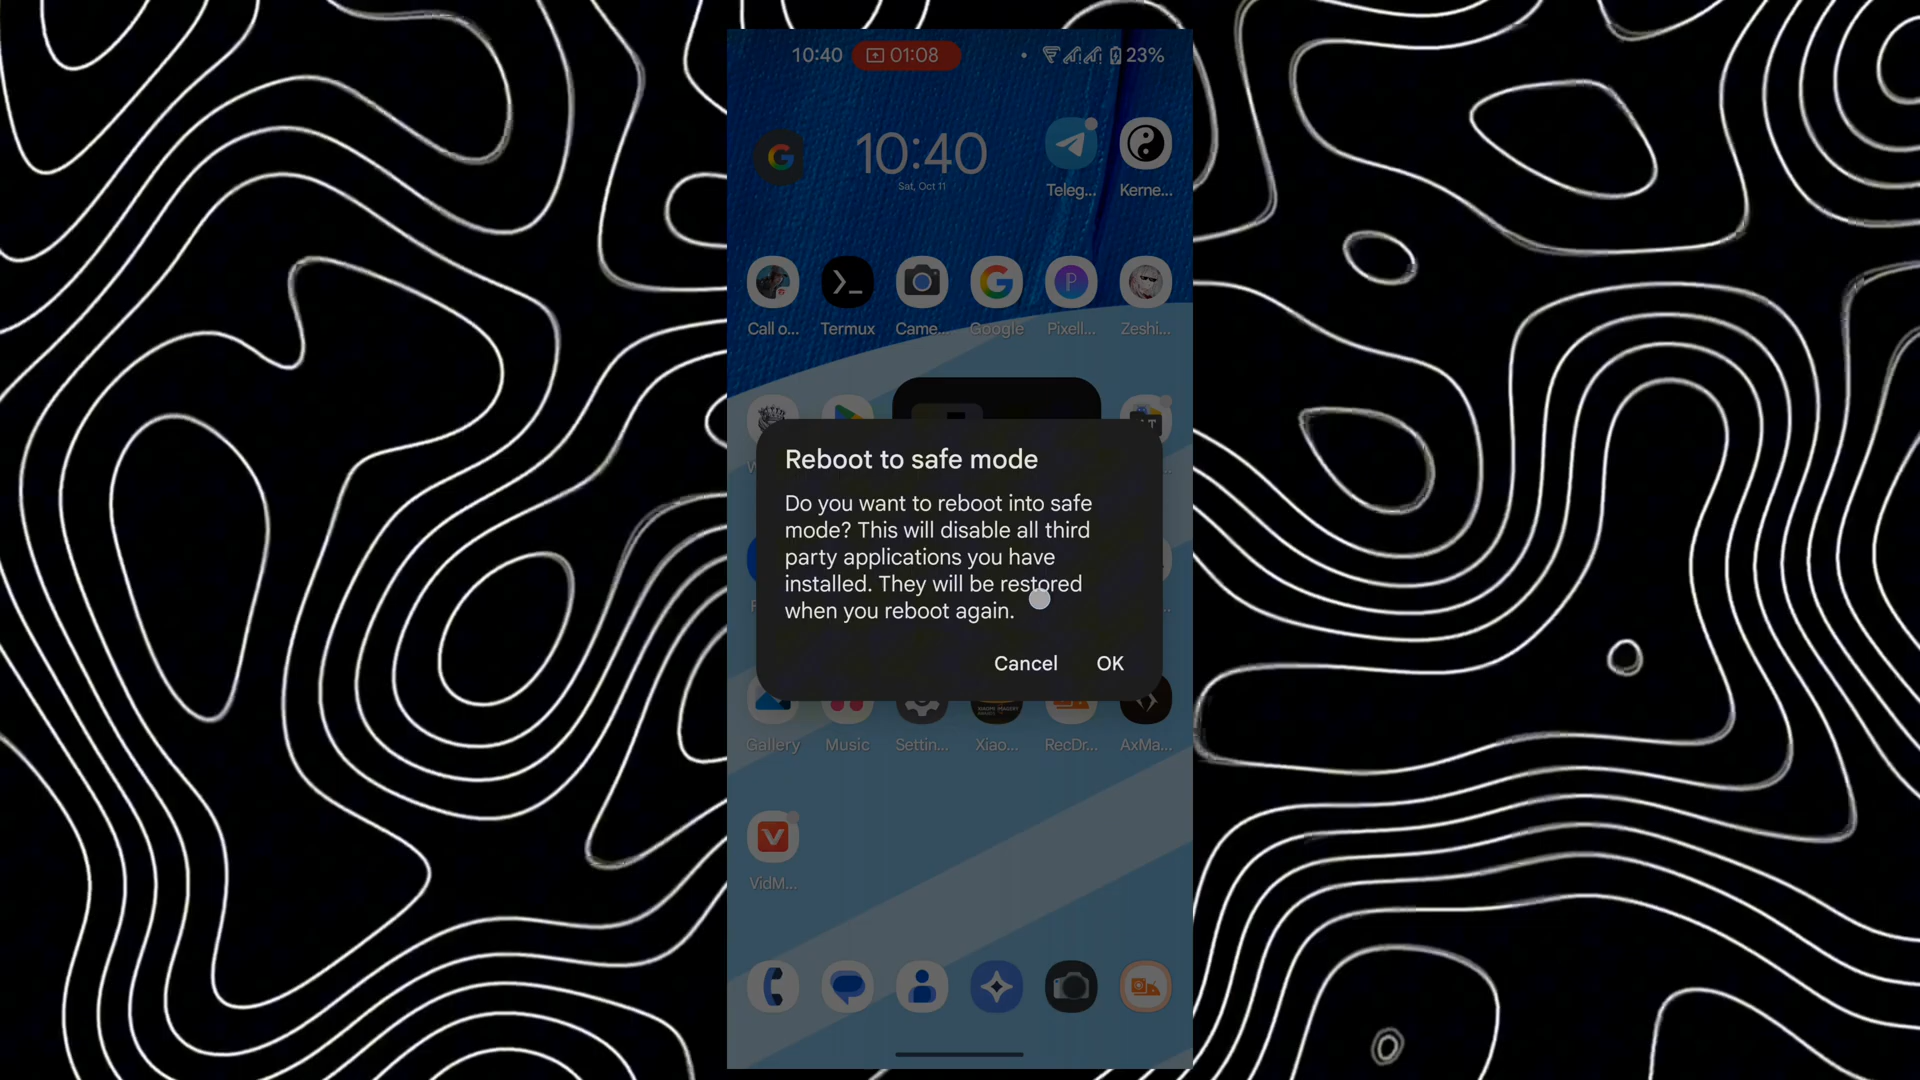 10:40 01:08 23%
10:40
Sat, Oct 11
Teleg... Kerne...
Call o... Termux Came... Google Pixell... Zeshi...
Reboot to safe mode
Do you want to reboot into safe
mode? This will disable all third
party applications you have
installed. They will be restored
when you reboot again.
Cancel OK
Gallery Music Settin... Xiao... RecDr... AxMa...
VidM...